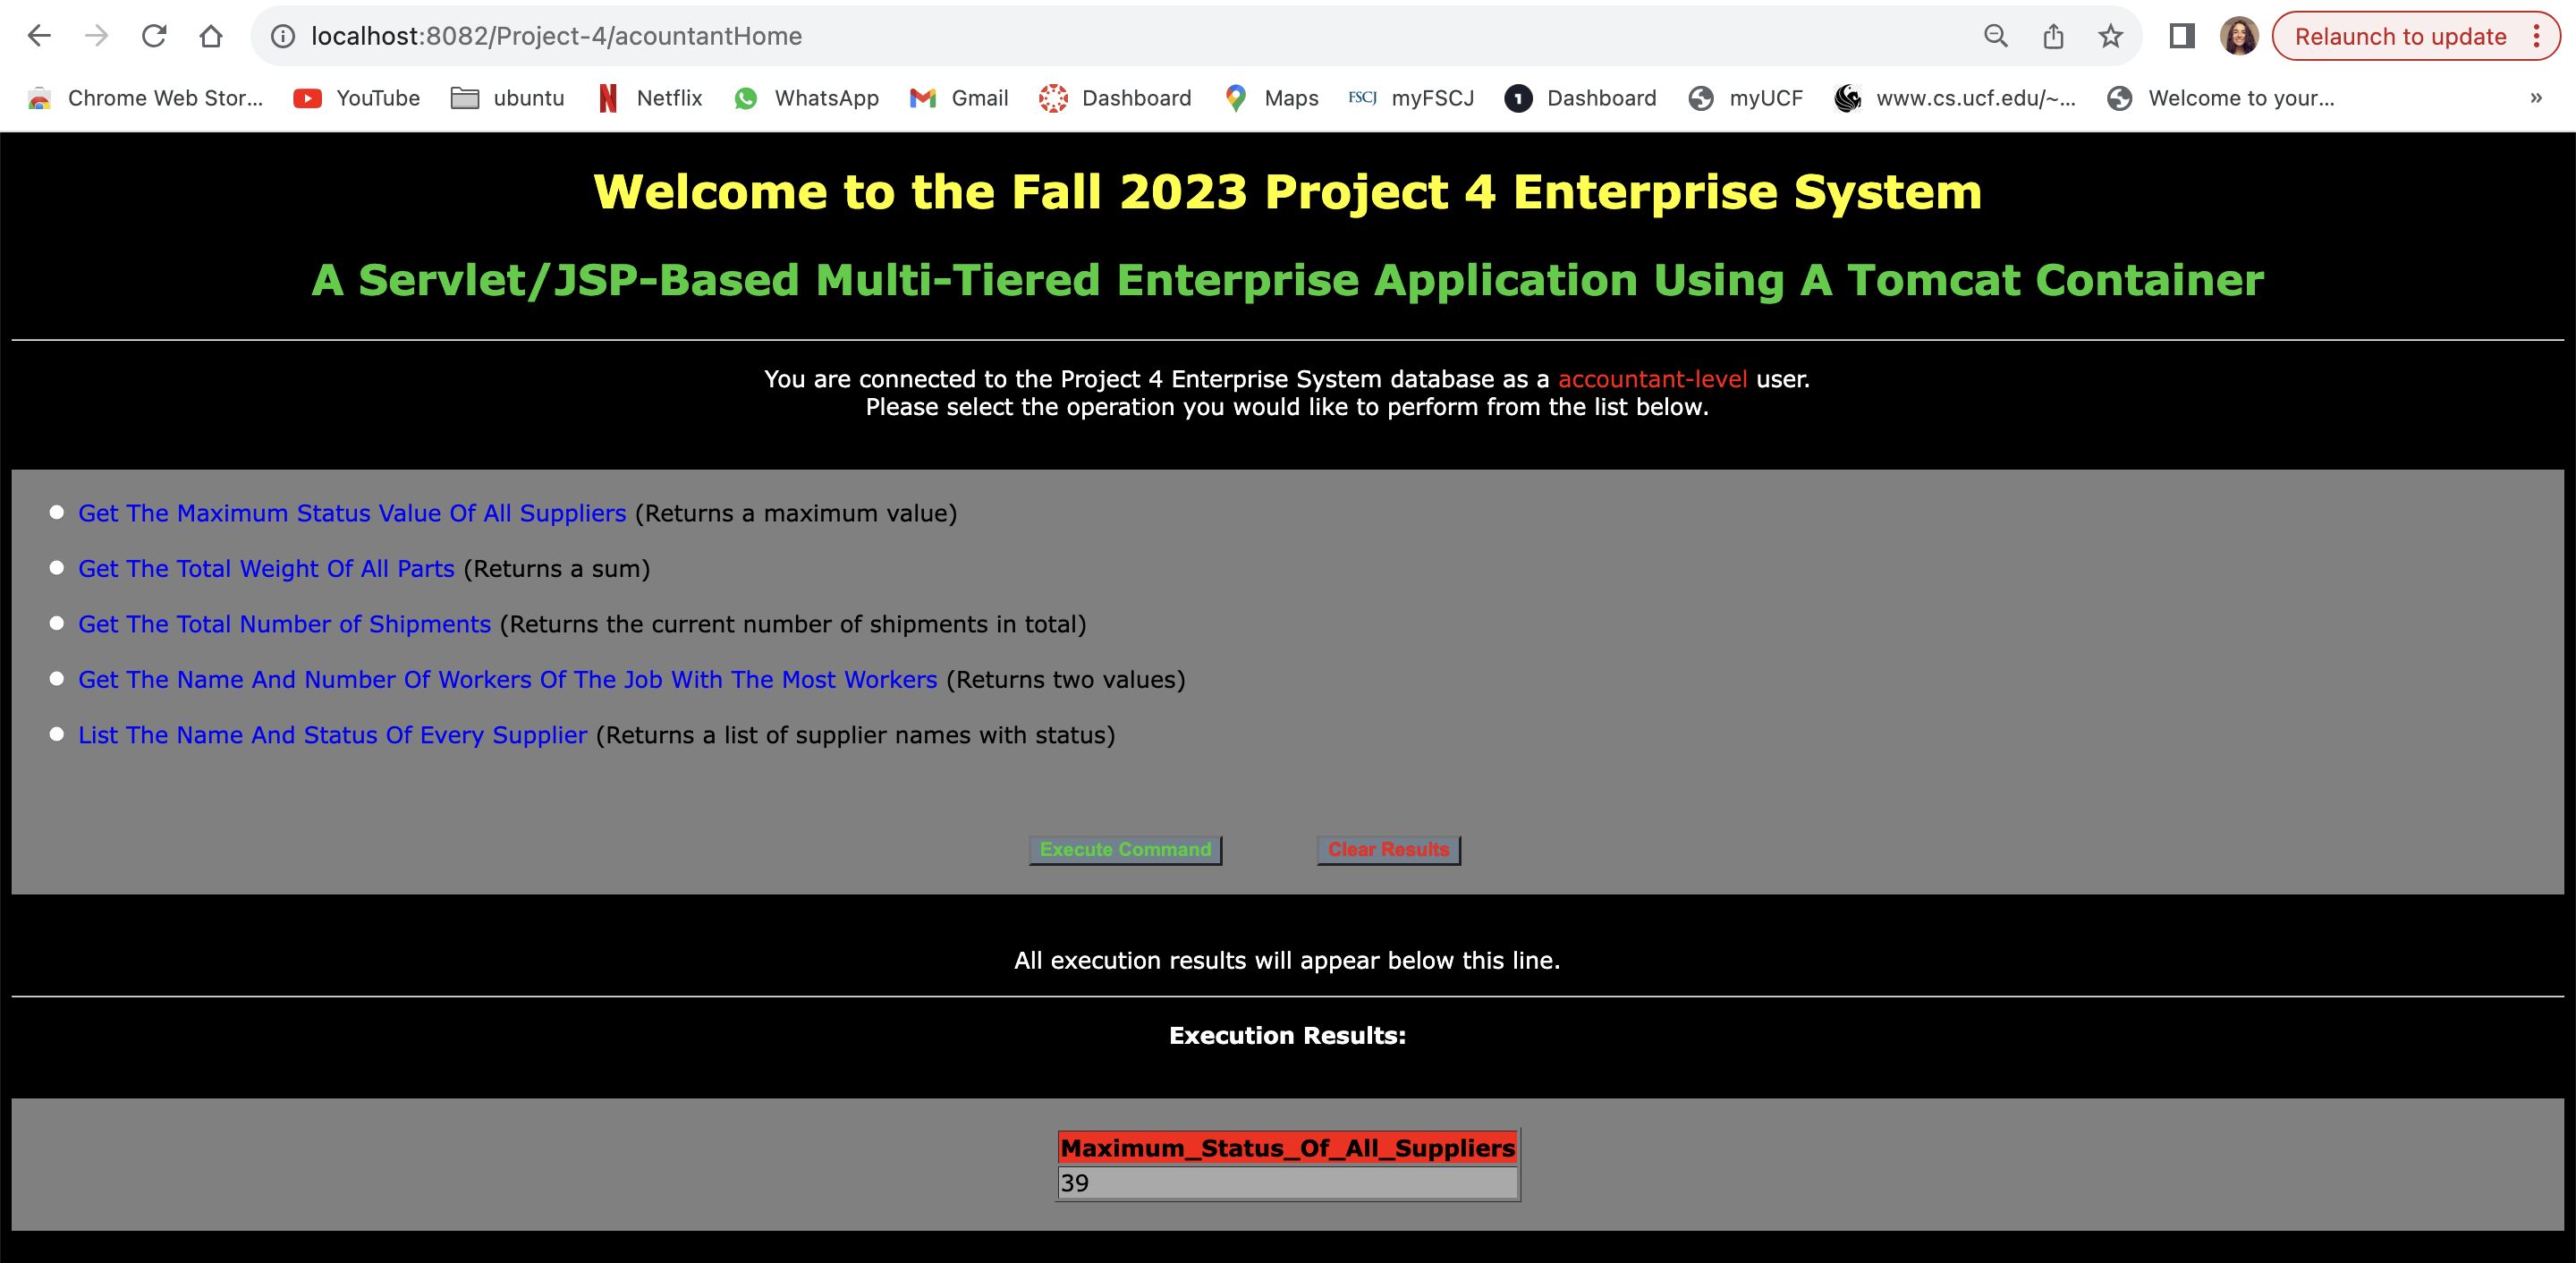 localhost:8082/Project-4/acountantHome
Relaunch to update
Chrome Web Stor... YouTube ubuntu Netflix WhatsApp Gmail Dashboard Maps FSCJ myFSCJ 1 Dashboard myUCF www.cs.ucf.edu/~... Welcome to your... »
Welcome to the Fall 2023 Project 4 Enterprise System
A Servlet/JSP-Based Multi-Tiered Enterprise Application Using A Tomcat Container
You are connected to the Project 4 Enterprise System database as a accountant-level user.
Please select the operation you would like to perform from the list below.
Get The Maximum Status Value Of All Suppliers (Returns a maximum value)
Get The Total Weight Of All Parts (Returns a sum)
Get The Total Number of Shipments (Returns the current number of shipments in total)
Get The Name And Number Of Workers Of The Job With The Most Workers (Returns two values)
List The Name And Status Of Every Supplier (Returns a list of supplier names with status)
Execute Command Clear Results
All execution results will appear below this line.
Execution Results:
Maximum_Status_Of_All_Suppliers
39